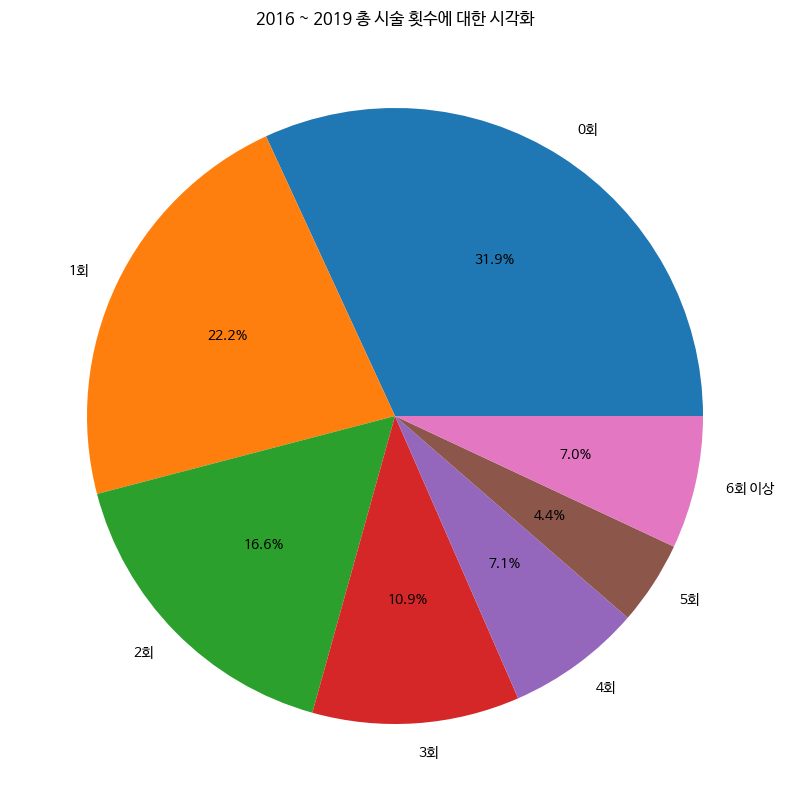 2016 ~ 2019 총 시술 횟수에 대한 시각화
0회
31.9%
1회
22.2%
2회
16.6%
3회
10.9%
4회
7.1%
5회
4.4%
6회 이상
7.0%